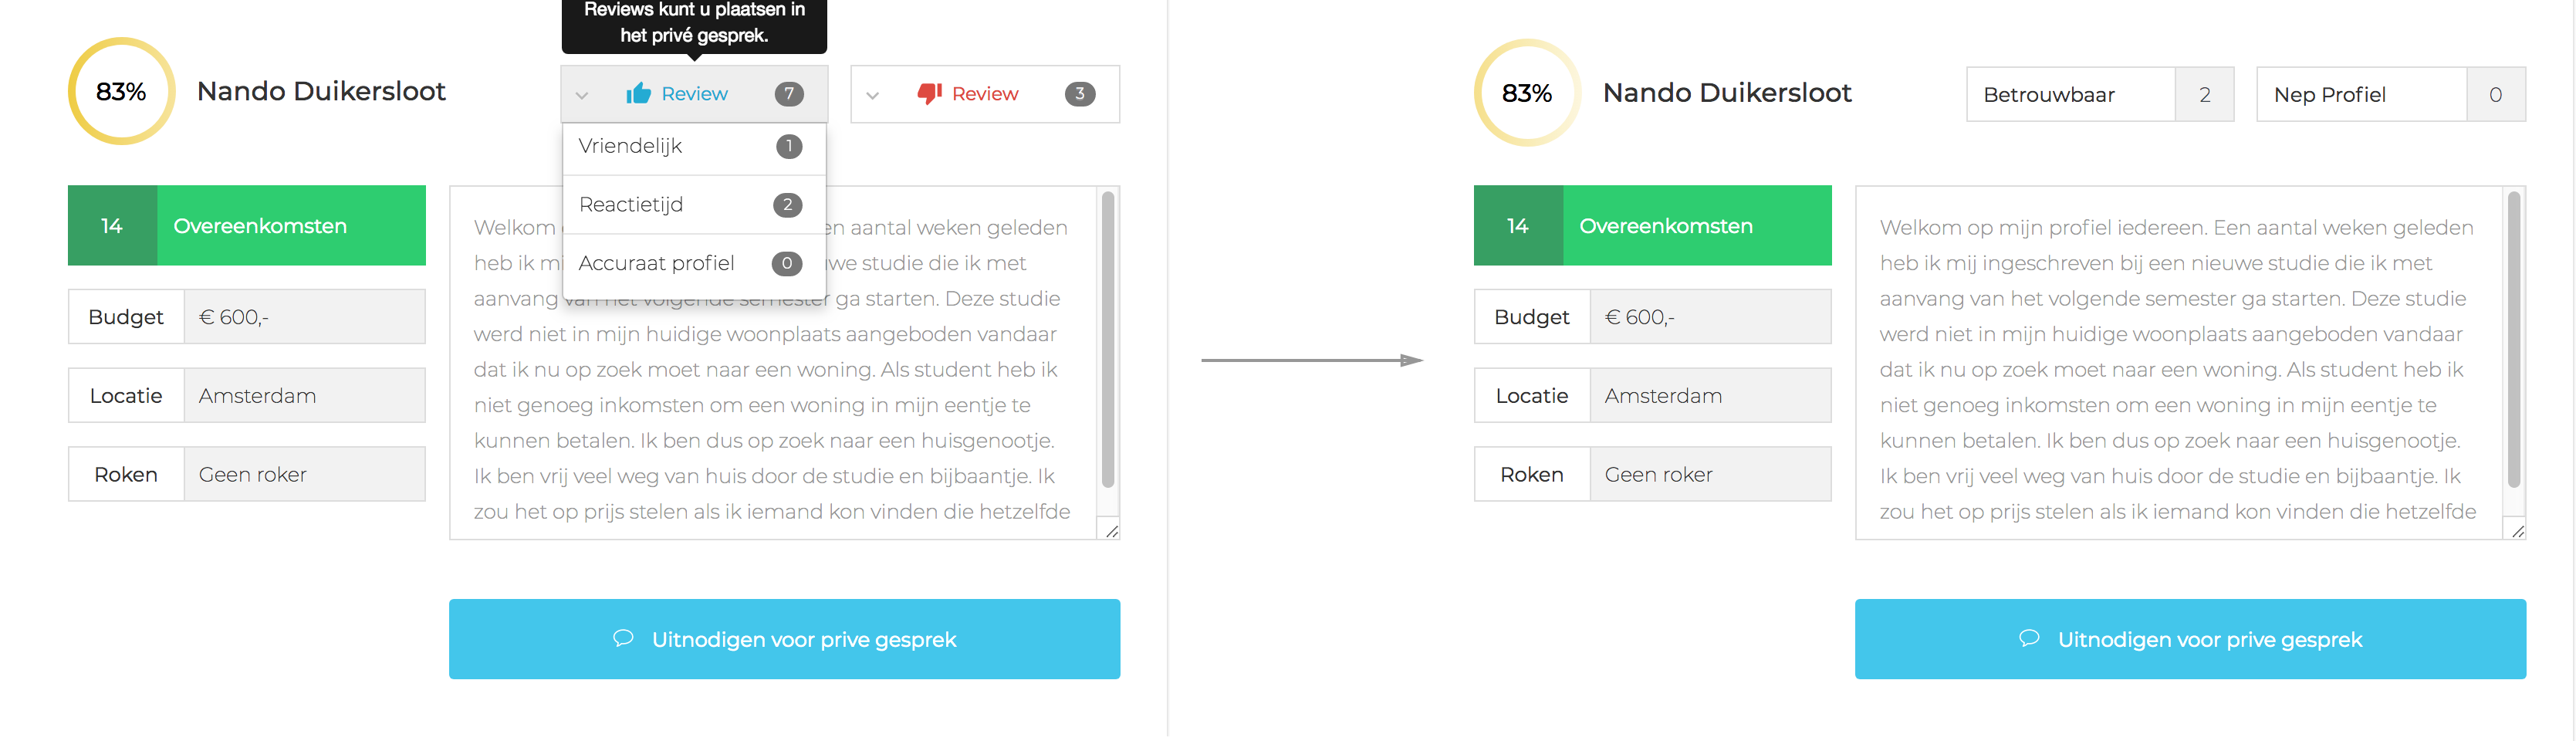 Reviews kunt u plaatsen in
het privé gesprek.
83%
Nando Duikersloot
Review 7
Review 3
Vriendelijk 1
Reactietijd 2
Accuraat profiel 0
14 Overeenkomsten
Budget € 600,-
Locatie Amsterdam
Roken Geen roker
Welkom en aantal weken geleden
heb ik mi we studie die ik met
aanvang van het volgende semester ga starten. Deze studie
werd niet in mijn huidige woonplaats aangeboden vandaar
dat ik nu op zoek moet naar een woning. Als student heb ik
niet genoeg inkomsten om een woning in mijn eentje te
kunnen betalen. Ik ben dus op zoek naar een huisgenootje.
Ik ben vrij veel weg van huis door de studie en bijbaantje. Ik
zou het op prijs stelen als ik iemand kon vinden die hetzelfde
Uitnodigen voor prive gesprek
83%
Nando Duikersloot
Betrouwbaar 2
Nep Profiel 0
14 Overeenkomsten
Budget € 600,-
Locatie Amsterdam
Roken Geen roker
Welkom op mijn profiel iedereen. Een aantal weken geleden
heb ik mij ingeschreven bij een nieuwe studie die ik met
aanvang van het volgende semester ga starten. Deze studie
werd niet in mijn huidige woonplaats aangeboden vandaar
dat ik nu op zoek moet naar een woning. Als student heb ik
niet genoeg inkomsten om een woning in mijn eentje te
kunnen betalen. Ik ben dus op zoek naar een huisgenootje.
Ik ben vrij veel weg van huis door de studie en bijbaantje. Ik
zou het op prijs stelen als ik iemand kon vinden die hetzelfde
Uitnodigen voor prive gesprek